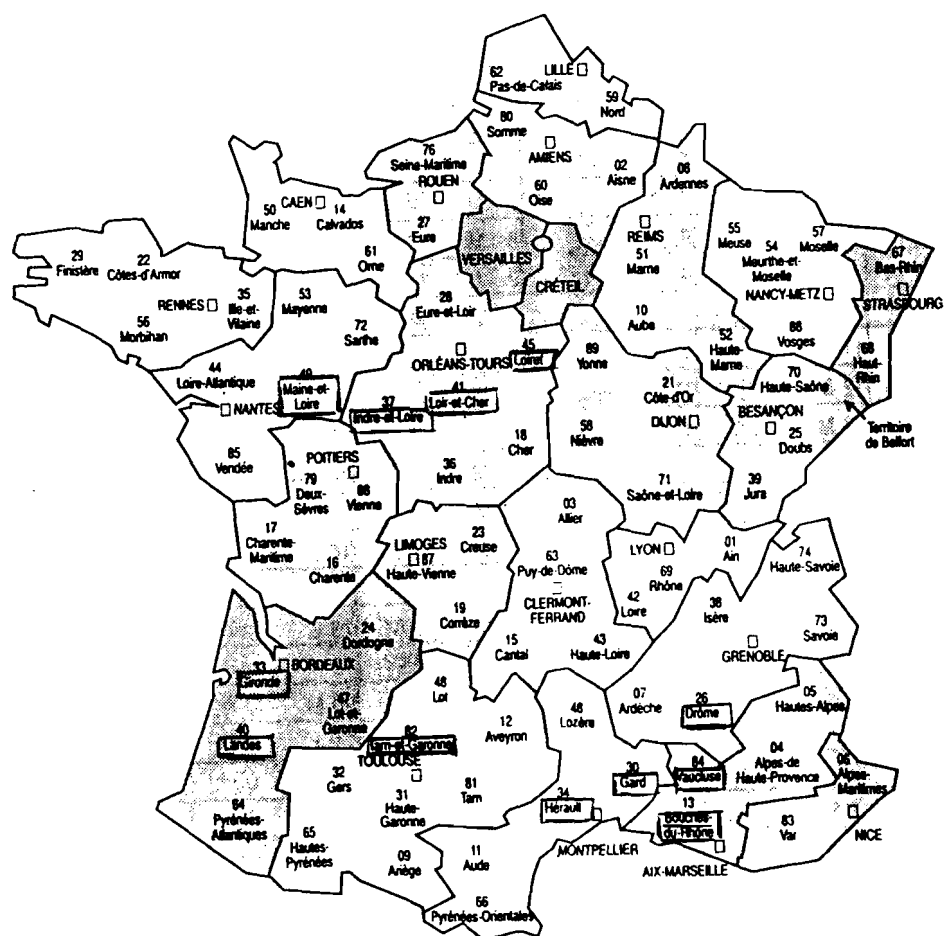 62
Pas-de-Calais
LILLE
59
Nord
80
Somme
AMIENS
02
Aisne
60
Oise
08
Ardennes
76
Seine-Maritime
ROUEN
27
Eure
CAEN
50
Manche
14
Calvados
61
Orne
VERSAILLES
CRÉTEIL
REIMS
51
Marne
10
Aube
52
Haute-
Marne
55
Meuse
54
Meurthe-et-
Moselle
57
Moselle
NANCY-METZ
88
Vosges
67
Bas-Rhin
STRASBOURG
68
Haut-
Rhin
29
Finistère
22
Côtes-d'Armor
RENNES
35
Ille-et-
Vilaine
56
Morbihan
53
Mayenne
72
Sarthe
28
Eure-et-Loir
ORLÉANS-TOURS
45
Loiret
44
Loire-Atlantique
NANTES
49
Maine-et-
Loire
37
Indre-et-Loire
41
Loir-et-Cher
18
Cher
36
Indre
89
Yonne
21
Côte-d'Or
DIJON
58
Nièvre
71
Saône-et-Loire
70
Haute-Saône
BESANÇON
25
Doubs
39
Jura
Territoire
de Belfort
85
Vendée
POITIERS
79
Deux-
Sèvres
86
Vienne
17
Charente-
Maritime
16
Charente
LIMOGES
87
Haute-Vienne
23
Creuse
19
Corrèze
03
Allier
63
Puy-de-Dôme
CLERMONT-
FERRAND
15
Cantal
43
Haute-Loire
LYON
69
Rhône
42
Loire
01
Ain
74
Haute-Savoie
38
Isère
73
Savoie
GRENOBLE
07
Ardèche
26
Drôme
05
Hautes-Alpes
24
Dordogne
33
Gironde
BORDEAUX
47
Lot-et
Garonne
40
Landes
64
Pyrénées-
Atlantiques
46
Lot
12
Aveyron
82
Tarn-et-Garonne
TOULOUSE
32
Gers
31
Haute-
Garonne
81
Tarn
65
Hautes-
Pyrénées
09
Ariège
48
Lozère
30
Gard
34
Hérault
MONTPELLIER
11
Aude
66
Pyrénées-Orientales
84
Vaucluse
04
Alpes-de
Haute-Provence
06
Alpes-
Maritimes
NICE
13
Bouches-
du-Rhône
AIX-MARSEILLE
83
Var